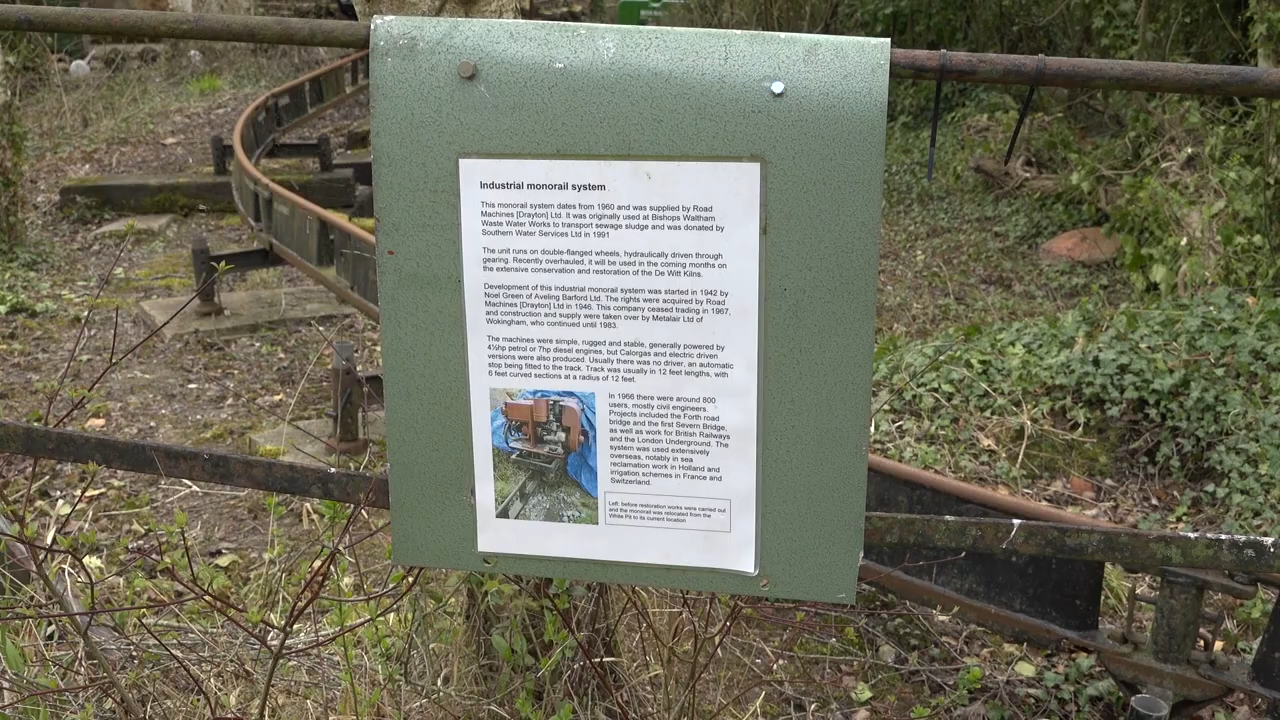 Industrial monorail system
This monorail system dates from 1960 and was supplied by Road
Machines [Drayton] Ltd. It was originally used at Bishops Waltham
Waste Water Works to transport sewage sludge and was donated by
Southern Water Services Ltd in 1991
The unit runs on double-flanged wheels, hydraulically driven through
gearing. Recently overhauled, it will be used in the coming months on
the extensive conservation and restoration of the De Witt Kilns.
Development of this industrial monorail system was started in 1942 by
Noel Green of Aveling Barford Ltd. The rights were acquired by Road
Machines [Drayton] Ltd in 1946. This company ceased trading in 1967,
and construction and supply were taken over by Metalair Ltd of
Wokingham, who continued until 1983.
The machines were simple, rugged and stable, generally powered by
4½hp petrol or 7hp diesel engines, but Calorgas and electric driven
versions were also produced. Usually there was no driver, an automatic
stop being fitted to the track. Track was usually in 12 feet lengths, with
6 feet curved sections at a radius of 12 feet.
In 1966 there were around 800
users, mostly civil engineers.
Projects included the Forth road
bridge and the first Severn Bridge,
as well as work for British Railways
and the London Underground. The
system was used extensively
overseas, notably in sea
reclamation work in Holland and
irrigation schemes in France and
Switzerland.
Left: before restoration works were carried out
and the monorail was relocated from the
White Pit to its current location